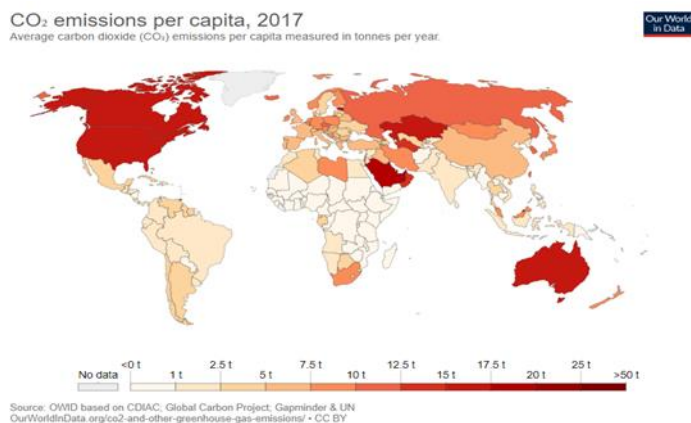 CO₂ emissions per capita, 2017
Average carbon dioxide (CO₂) emissions per capita measured in tonnes per year.
Our World
in Data
No data
<0 t
1 t
2.5 t
5 t
7.5 t
10 t
12.5 t
15 t
17.5 t
20 t
25 t
>50 t
Source: OWID based on CDIAC; Global Carbon Project; Gapminder & UN
OurWorldInData.org/co2-and-other-greenhouse-gas-emissions/ • CC BY